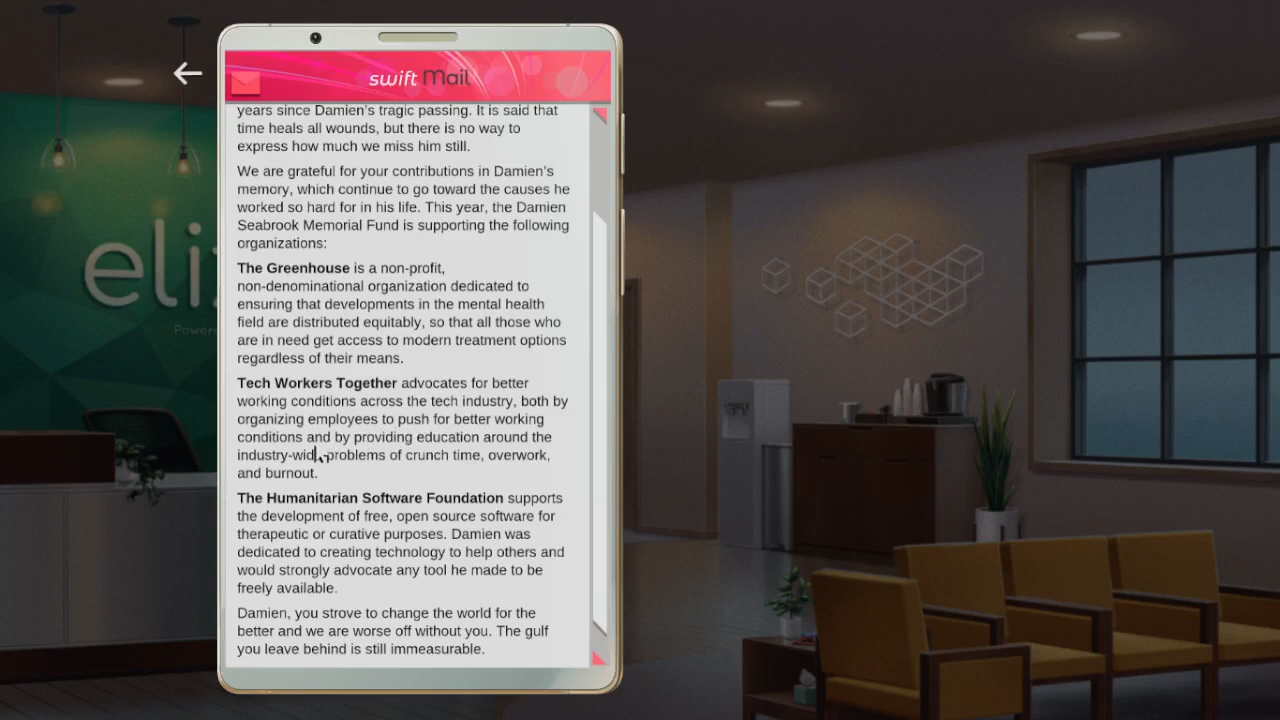 swift Mail
years since Damien's tragic passing. It is said that
time heals all wounds, but there is no way to
express how much we miss him still.
We are grateful for your contributions in Damien's
memory, which continue to go toward the causes he
worked so hard for in his life. This year, the Damien
Seabrook Memorial Fund is supporting the following
organizations:
The Greenhouse is a non-profit,
non-denominational organization dedicated to
ensuring that developments in the mental health
field are distributed equitably, so that all those who
are in need get access to modern treatment options
regardless of their means.
Tech Workers Together advocates for better
working conditions across the tech industry, both by
organizing employees to push for better working
conditions and by providing education around the
industry-wide problems of crunch time, overwork,
and burnout.
The Humanitarian Software Foundation supports
the development of free, open source software for
therapeutic or curative purposes. Damien was
dedicated to creating technology to help others and
would strongly advocate any tool he made to be
freely available.
Damien, you strove to change the world for the
better and we are worse off without you. The gulf
you leave behind is still immeasurable.
eli
Powere